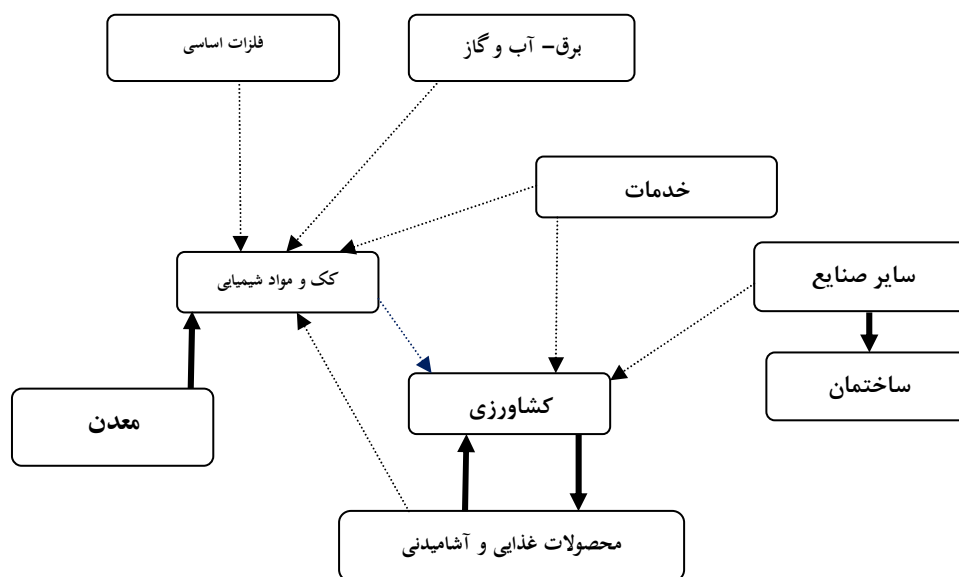 فلزات اساسی
برق- آب و گاز
خدمات
کک و مواد شیمیایی
سایر صنایع
کشاورزی
ساختمان
معدن
محصولات غذایی و آشامیدنی